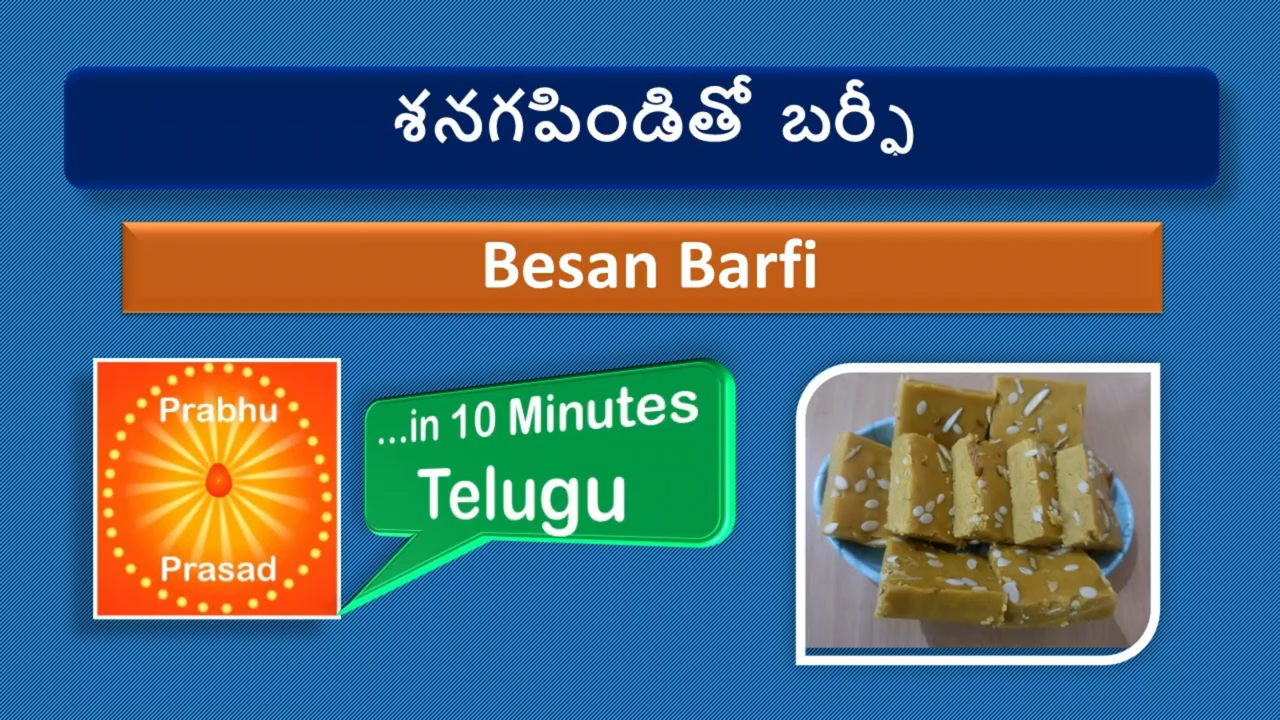 శనగపిండితో బర్ఫీ
Besan Barfi
Prabhu
Prasad
...in 10 Minutes
Telugu